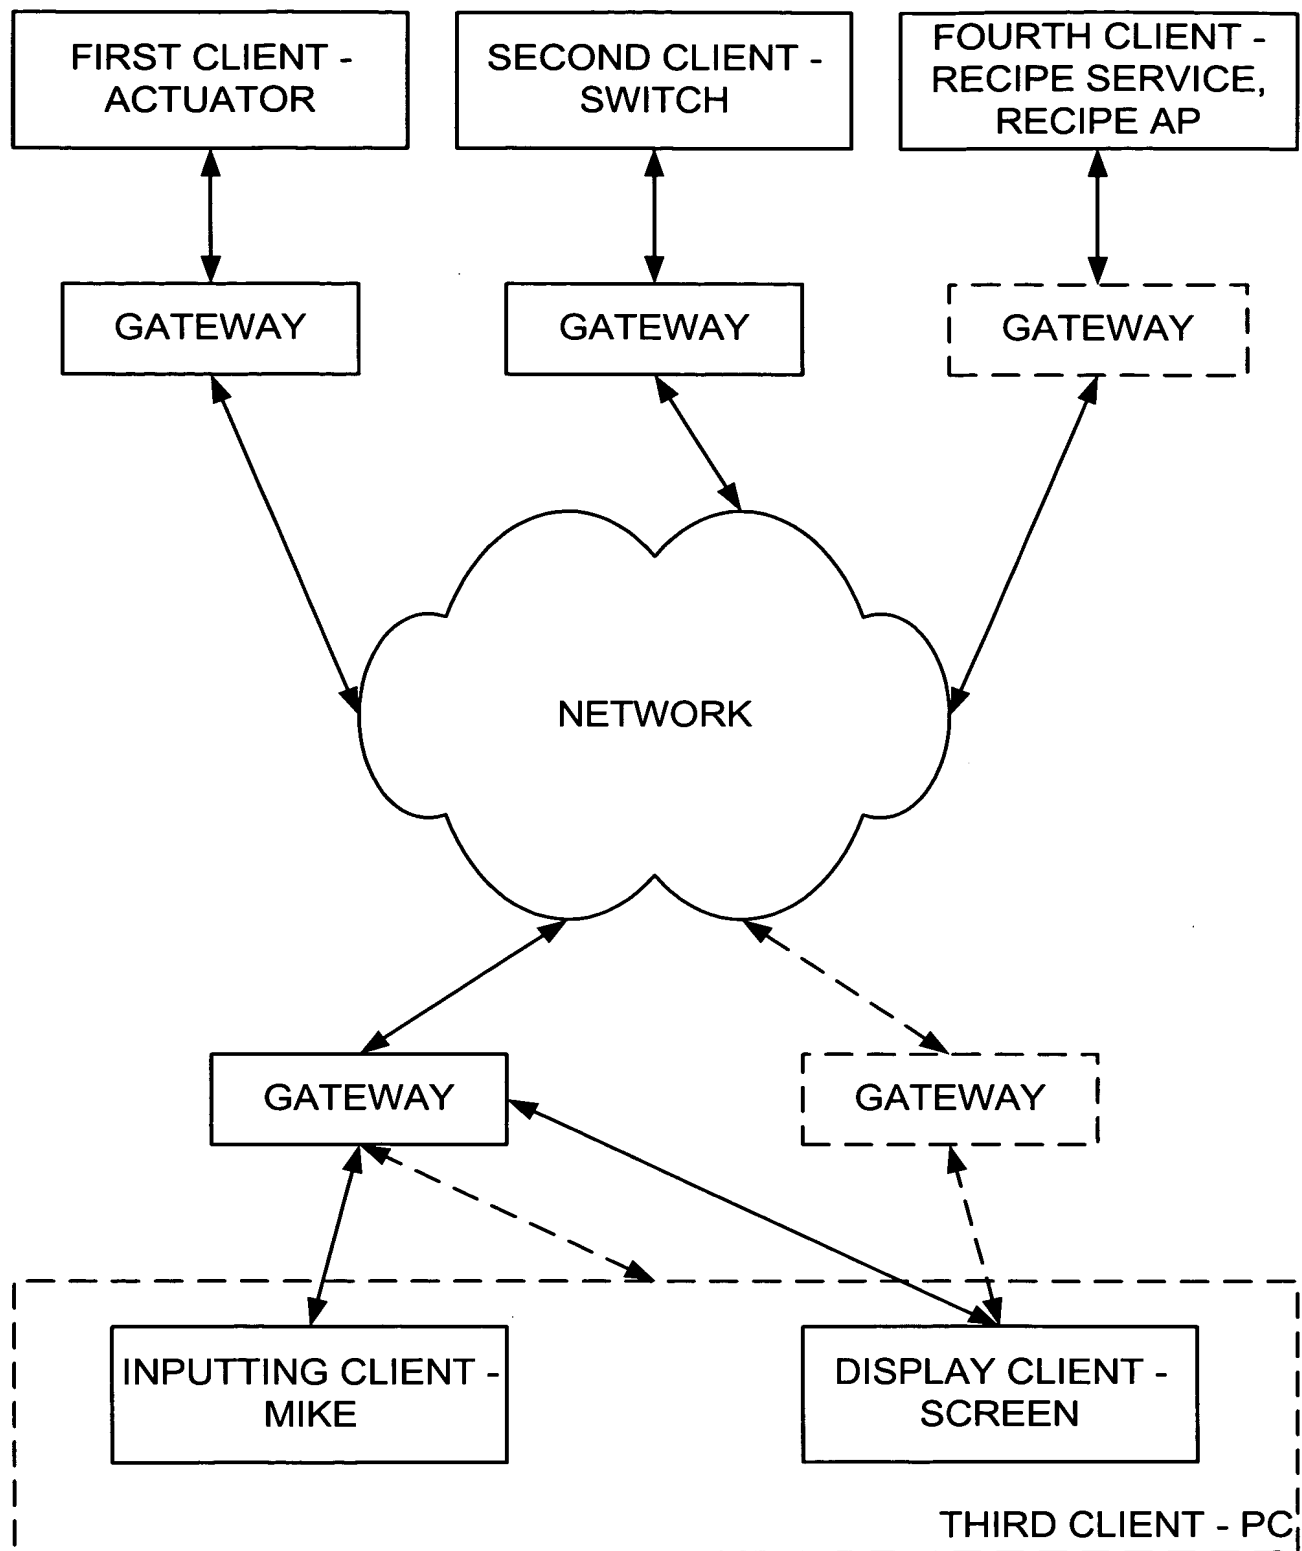 FIRST CLIENT -
ACTUATOR
SECOND CLIENT -
SWITCH
FOURTH CLIENT -
RECIPE SERVICE,
RECIPE AP
GATEWAY
GATEWAY
GATEWAY
NETWORK
GATEWAY
GATEWAY
INPUTTING CLIENT -
MIKE
DISPLAY CLIENT -
SCREEN
THIRD CLIENT - PC